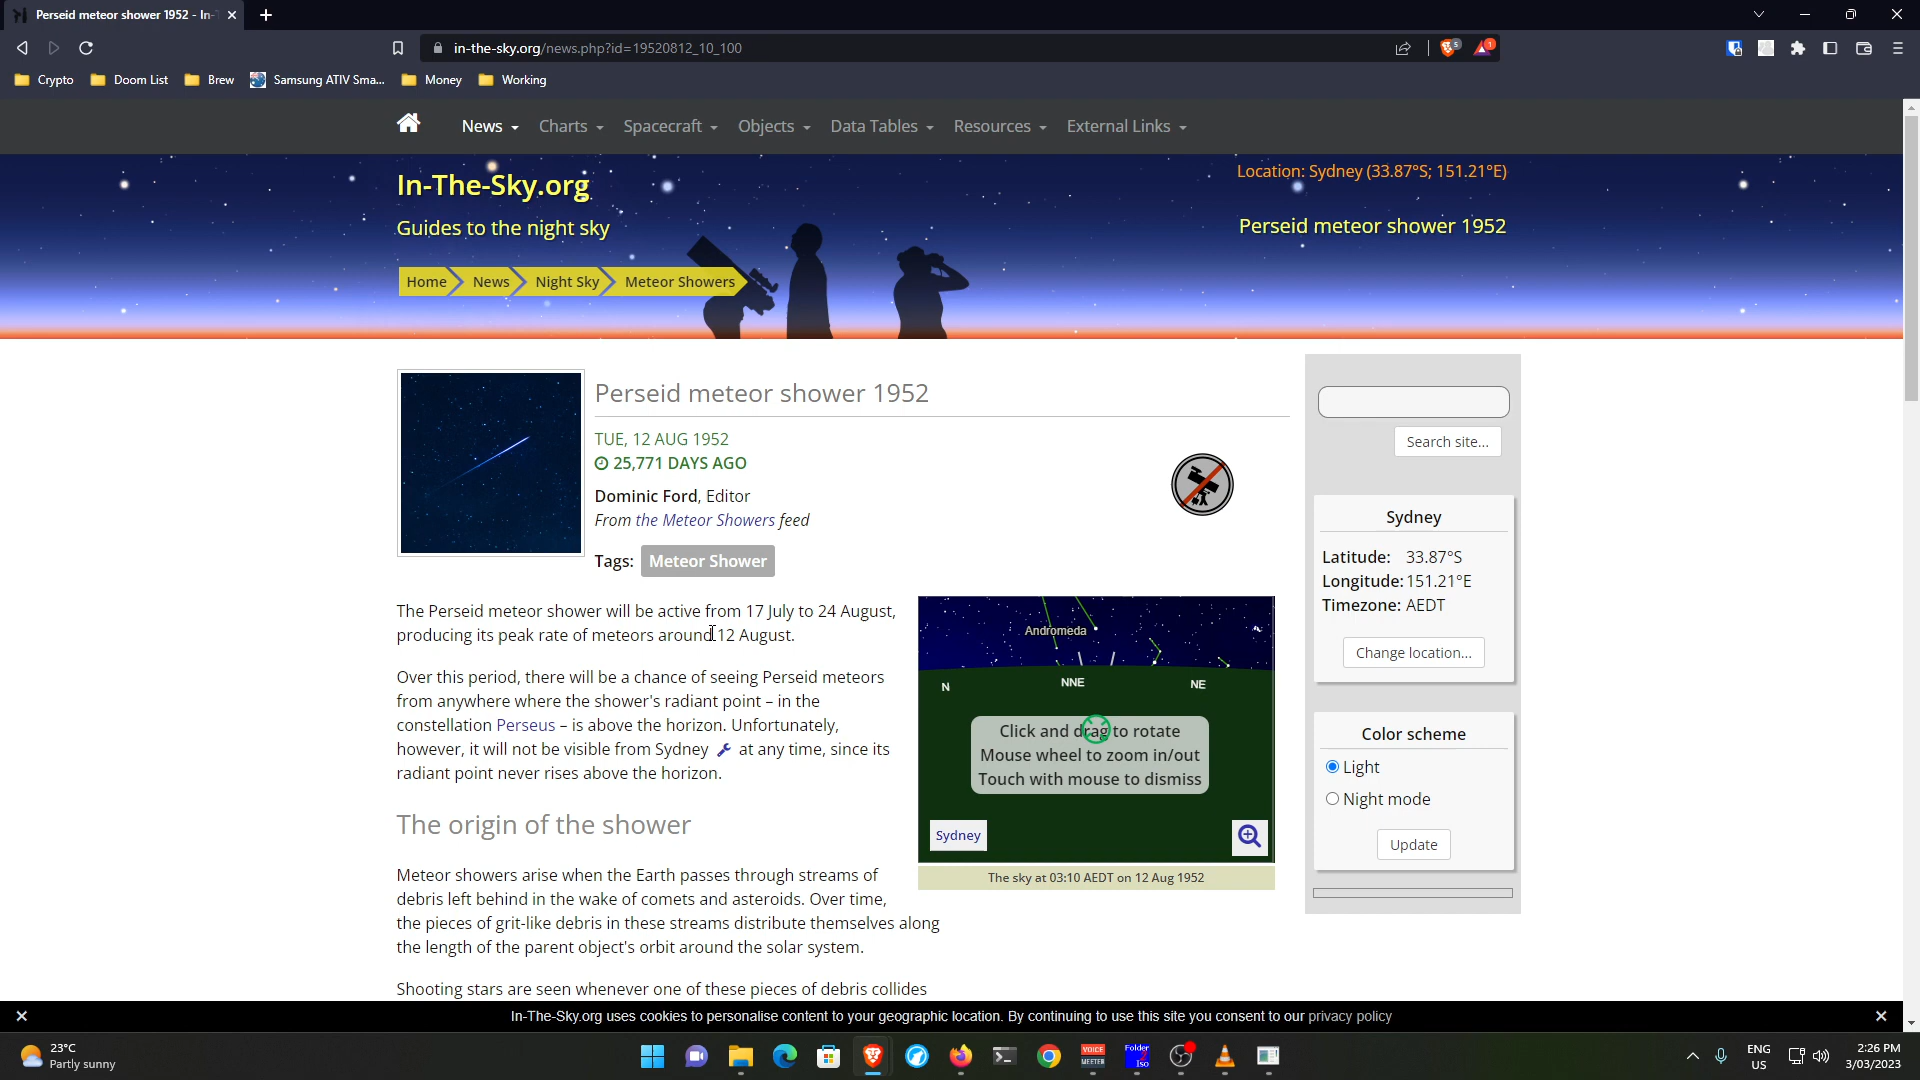 Perseid meteor shower 1952 - In-
in-the-sky.org/news.php?id=19520812_10_100
5
1
Crypto
Doom List
Brew
Samsung ATIV Sma...
Money
Working
News
Charts
Spacecraft
Objects
Data Tables
Resources
External Links
In-The-Sky.org
Location: Sydney (33.87°S; 151.21°E)
Guides to the night sky
Perseid meteor shower 1952
Home
News
Night Sky
Meteor Showers
Perseid meteor shower 1952
TUE, 12 AUG 1952
25,771 DAYS AGO
Dominic Ford, Editor
From the Meteor Showers feed
Tags: Meteor Shower
The Perseid meteor shower will be active from 17 July to 24 August,
producing its peak rate of meteors around 12 August.
Over this period, there will be a chance of seeing Perseid meteors
from anywhere where the shower's radiant point – in the
constellation Perseus – is above the horizon. Unfortunately,
however, it will not be visible from Sydney at any time, since its
radiant point never rises above the horizon.
The origin of the shower
Meteor showers arise when the Earth passes through streams of
debris left behind in the wake of comets and asteroids. Over time,
the pieces of grit-like debris in these streams distribute themselves along
the length of the parent object's orbit around the solar system.
Shooting stars are seen whenever one of these pieces of debris collides
Andromeda
N
NNE
NE
Click and drag to rotate
Mouse wheel to zoom in/out
Touch with mouse to dismiss
Sydney
The sky at 03:10 AEDT on 12 Aug 1952
Search site...
Sydney
Latitude: 33.87°S
Longitude: 151.21°E
Timezone: AEDT
Change location...
Color scheme
Light
Night mode
Update
In-The-Sky.org uses cookies to personalise content to your geographic location. By continuing to use this site you consent to our privacy policy
23°C
Partly sunny
VOICE
MEETER
Folder
2
Iso
ENG
US
2:26 PM
3/03/2023